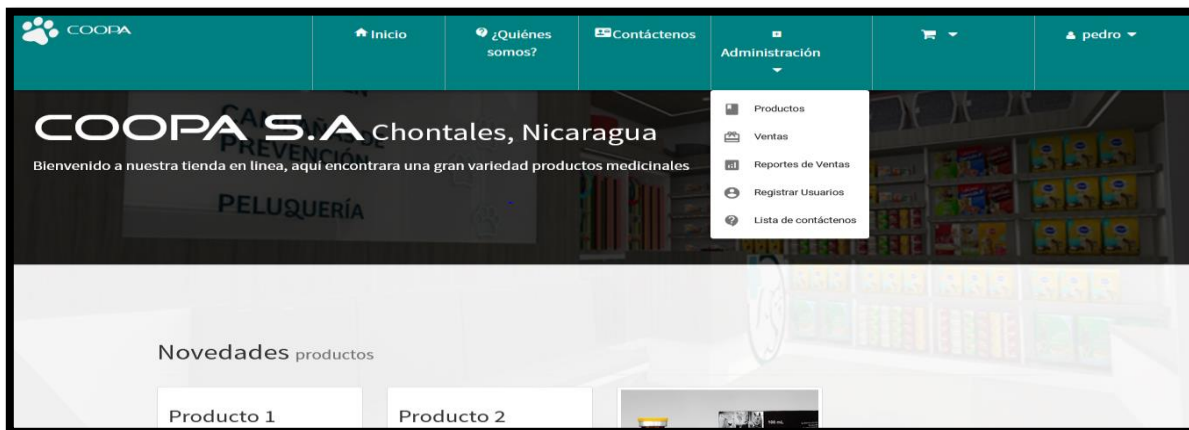 COOPA
Inicio
¿Quiénes
somos?
Contáctenos
Administración
pedro
Productos
Ventas
Reportes de Ventas
Registrar Usuarios
Lista de contáctenos
COOPA S.A Chontales, Nicaragua
Bienvenido a nuestra tienda en linea, aquí encontrara una gran variedad productos medicinales
PREVENCIÓN
PELUQUERÍA
Novedades productos
Producto 1
Producto 2